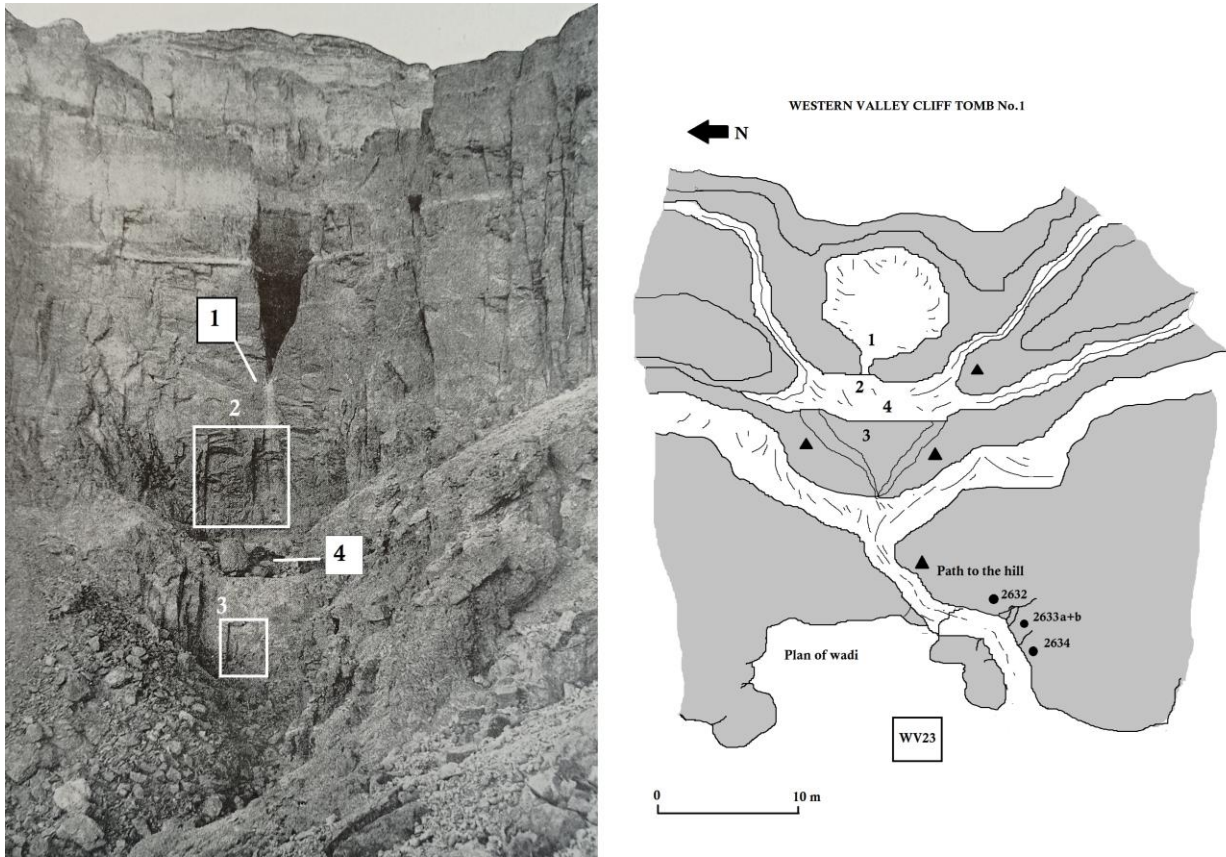 1
2
4
3
WESTERN VALLEY CLIFF TOMB No.1
N
1
2
4
3
Path to the hill
2632
2633a+b
2634
Plan of wadi
WV23
0 10 m